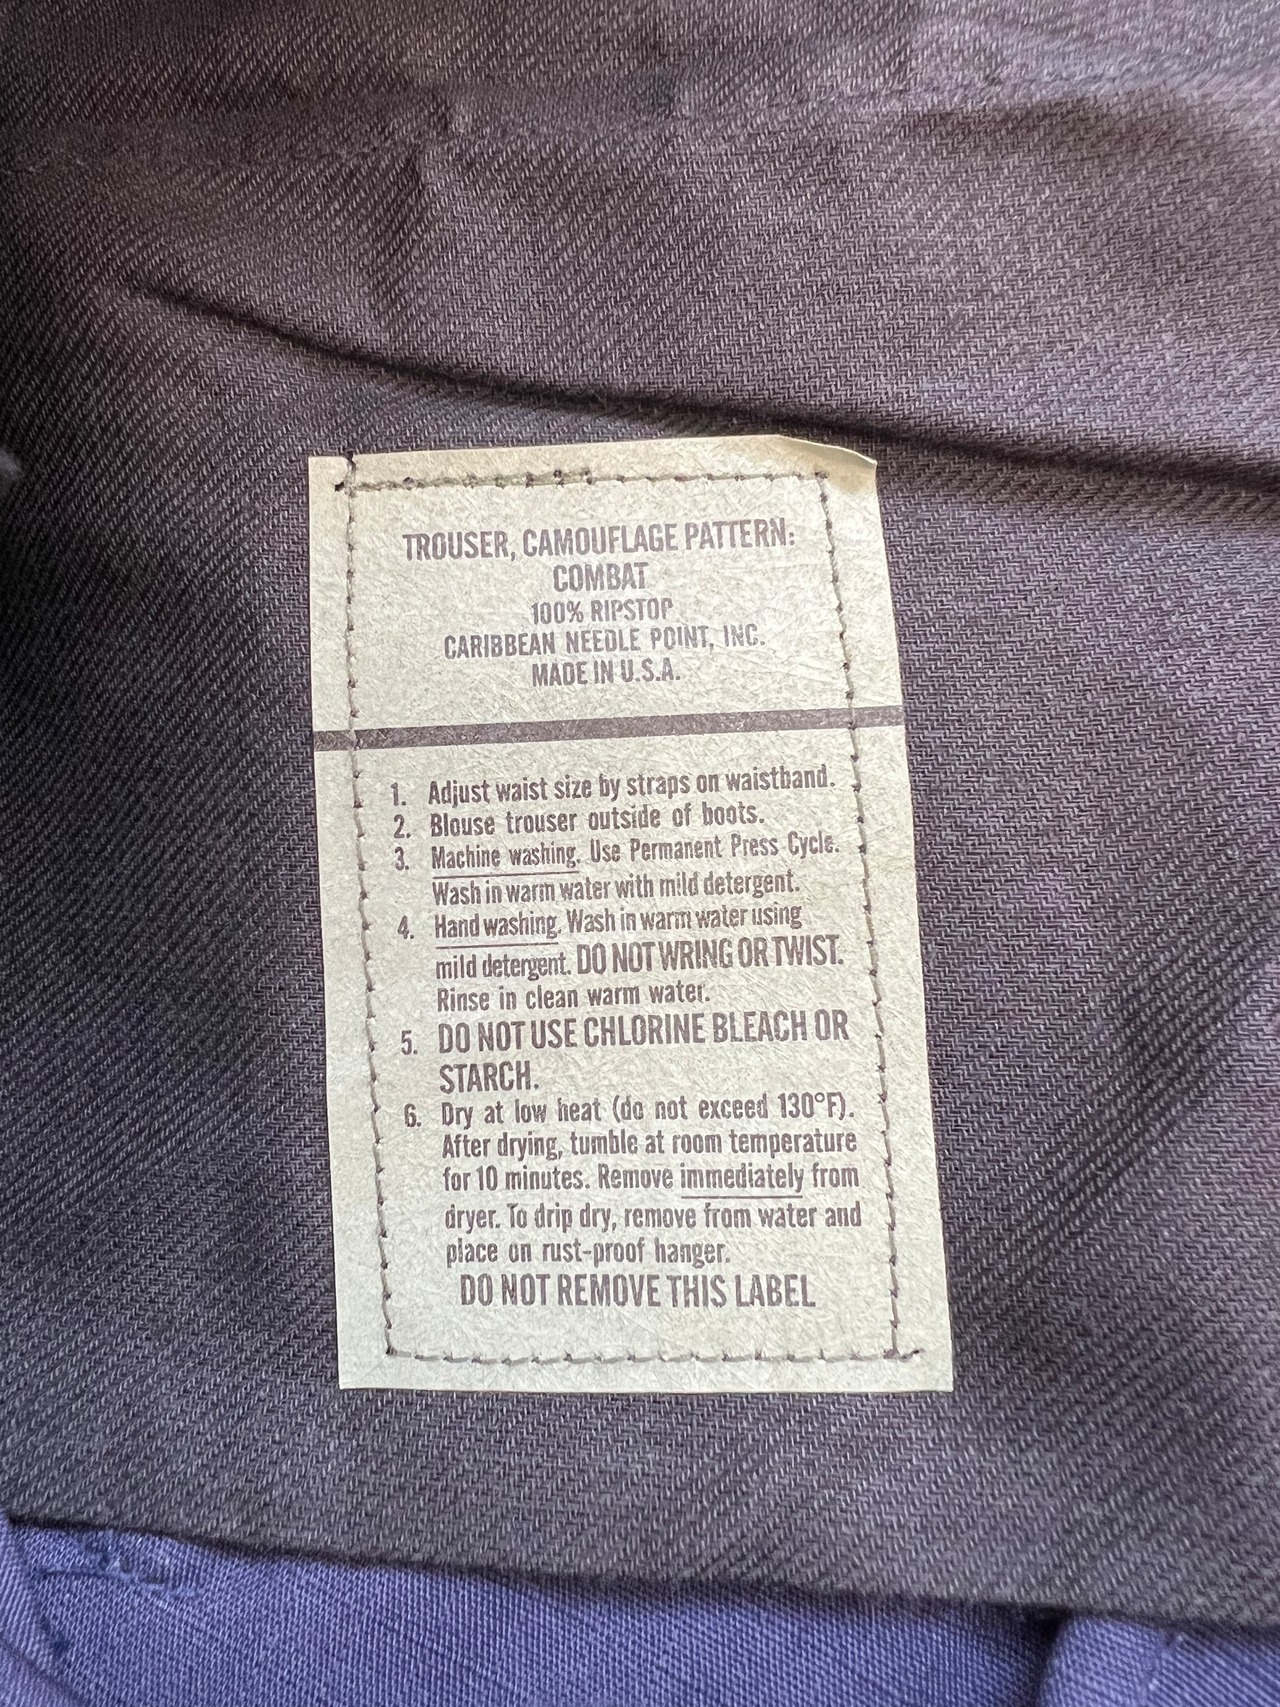 TROUSER, CAMOUFLAGE PATTERN:
COMBAT
100% RIPSTOP
CARIBBEAN NEEDLE POINT, INC.
MADE IN U.S.A.
1. Adjust waist size by straps on waistband.
2. Blouse trouser outside of boots.
3. Machine washing. Use Permanent Press Cycle.
Wash in warm water with mild detergent.
4. Hand washing. Wash in warm water using
mild detergent. DO NOT WRING OR TWIST.
Rinse in clean warm water.
5. DO NOT USE CHLORINE BLEACH OR
STARCH.
6. Dry at low heat (do not exceed 130°F).
After drying, tumble at room temperature
for 10 minutes. Remove immediately from
dryer. To drip dry, remove from water and
place on rust-proof hanger.
DO NOT REMOVE THIS LABEL